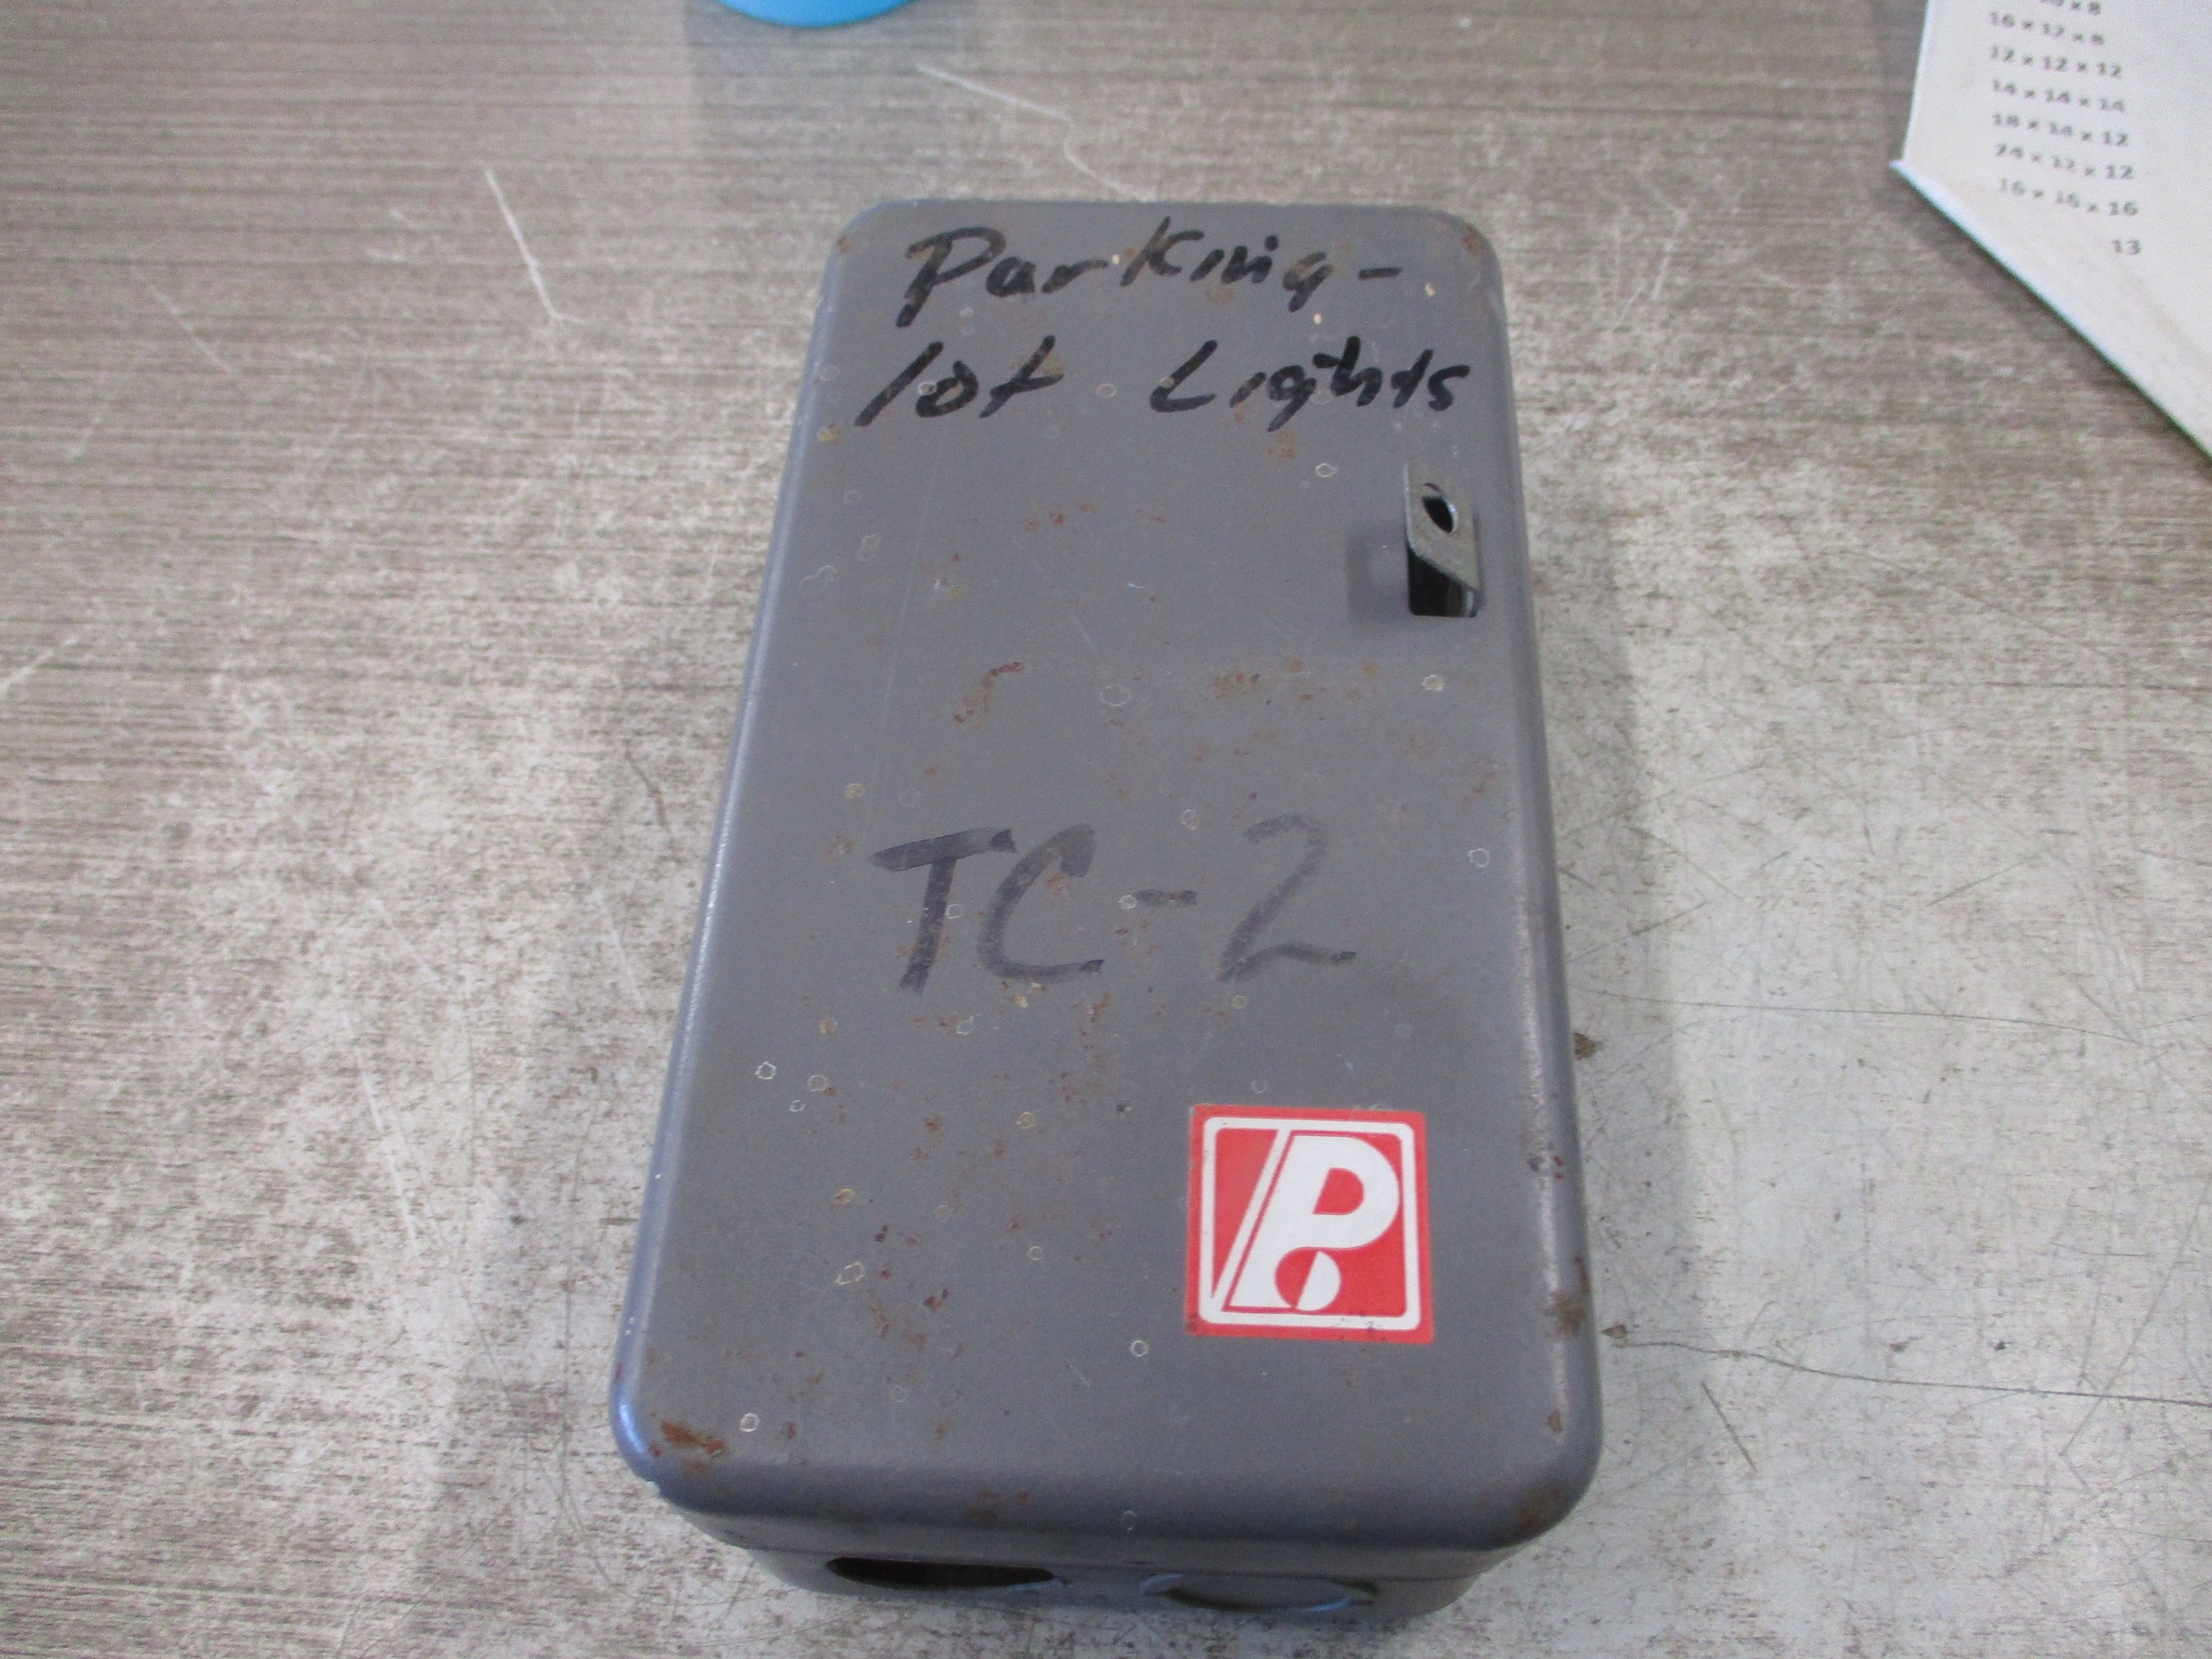 Parking-
lot Lights
TC-2
P
16 x 12 x 8
12 x 12 x 12
14 x 14 x 14
18 x 14 x 12
24 x 12 x 12
16 x 16 x 16
13